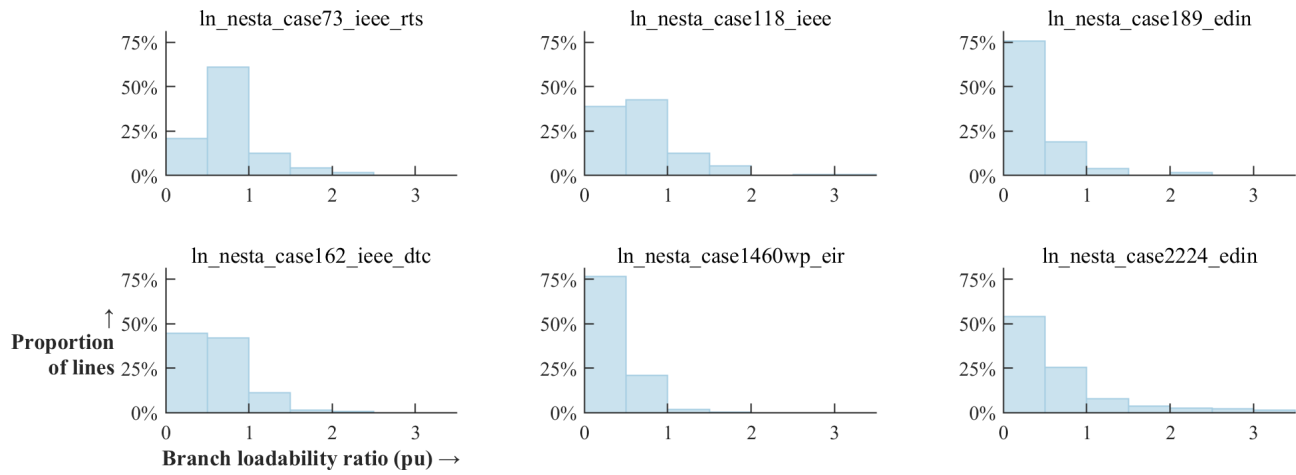 ln_nesta_case73_ieee_rts
75%
50%
25%
0%
0 1 2 3
ln_nesta_case118_ieee
75%
50%
25%
0%
0 1 2 3
ln_nesta_case189_edin
75%
50%
25%
0%
0 1 2 3
ln_nesta_case162_ieee_dtc
75%
50%
25%
0%
0 1 2 3
↑
Proportion
of lines
Branch loadability ratio (pu) →
ln_nesta_case1460wp_eir
75%
50%
25%
0%
0 1 2 3
ln_nesta_case2224_edin
75%
50%
25%
0%
0 1 2 3